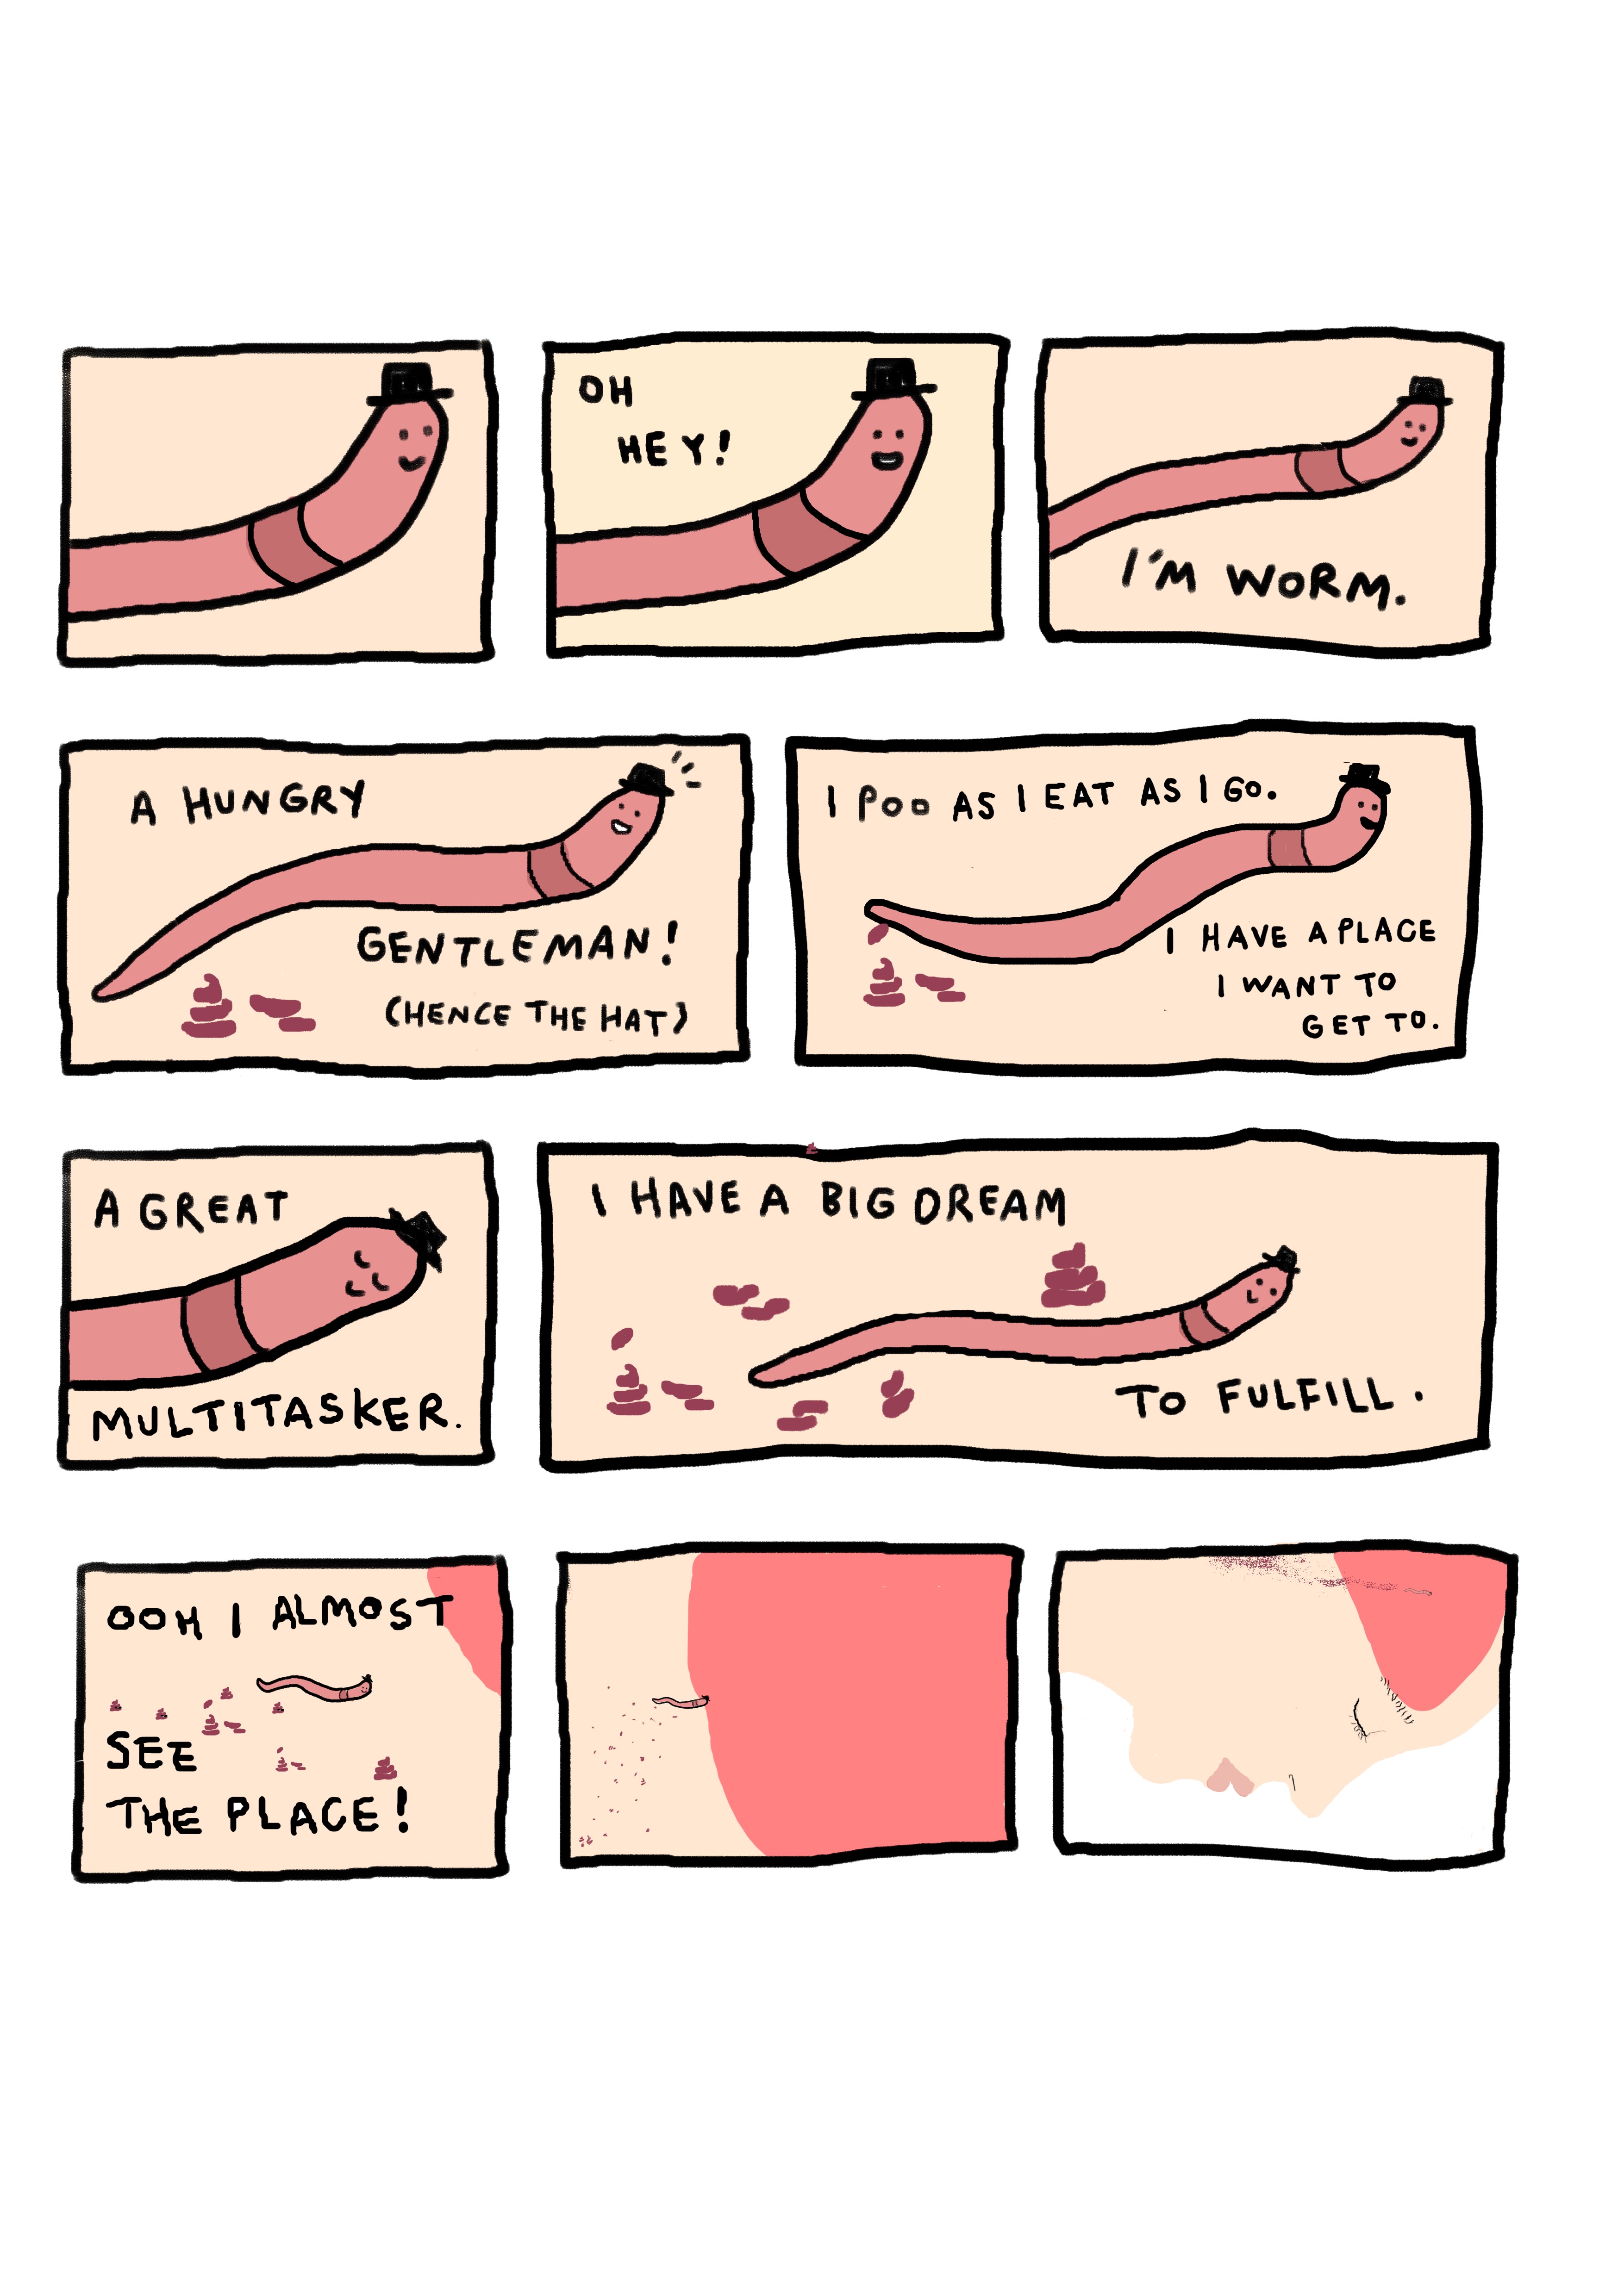 OH
HEY!
I'M WORM.
A HUNGRY
GENTLEMAN!
(HENCE THE HAT)
I POO AS I EAT AS I GO.
I HAVE A PLACE
I WANT TO
GET TO.
A GREAT
MULTITASKER.
I HAVE A BIG DREAM
TO FULFILL.
OOH I ALMOST
SEE
THE PLACE!